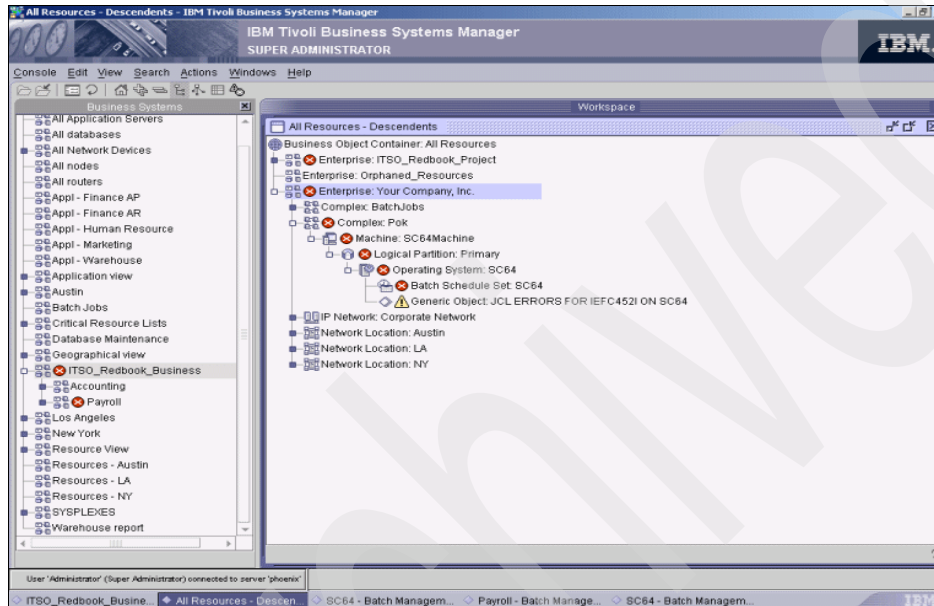 All Resources - Descendents - IBM Tivoli Business Systems Manager
IBM Tivoli Business Systems Manager
SUPER ADMINISTRATOR
IBM.
Console Edit View Search Actions Windows Help
Business Systems
All Application Servers
All databases
All Network Devices
All nodes
All routers
Appl - Finance AP
Appl - Finance AR
Appl - Human Resource
Appl - Marketing
Appl - Warehouse
Application view
Austin
Batch Jobs
Critical Resource Lists
Database Maintenance
Geographical view
ITSO_Redbook_Business
Accounting
Payroll
Los Angeles
New York
Resource View
Resources - Austin
Resources - LA
Resources - NY
SYSPLEXES
Warehouse report
Workspace
All Resources - Descendents
Business Object Container: All Resources
Enterprise: ITSO_Redbook_Project
Enterprise: Orphaned_Resources
Enterprise: Your Company, Inc.
Complex: BatchJobs
Complex: Pok
Machine: SC64Machine
Logical Partition: Primary
Operating System: SC64
Batch Schedule Set: SC64
Generic Object: JCL ERRORS FOR IEFC452I ON SC64
IP Network: Corporate Network
Network Location: Austin
Network Location: LA
Network Location: NY
User 'Administrator' (Super Administrator) connected to server 'phoenix'
ITSO_Redbook_Busine... All Resources - Descen... SC64 - Batch Managem... Payroll - Batch Manage... SC64 - Batch Managem...
IBM